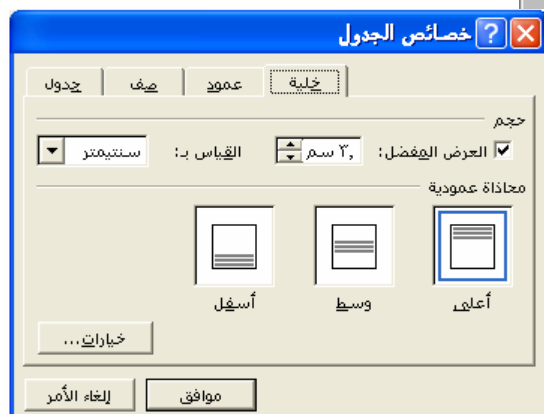 خصائص الجدول
جدول صف عمود خلية
حجم
العرض المفضل: ٣,٠ سم القياس بـ: سنتيمتر
محاذاة عمودية
أعلى وسط أسفل
خيارات...
موافق إلغاء الأمر